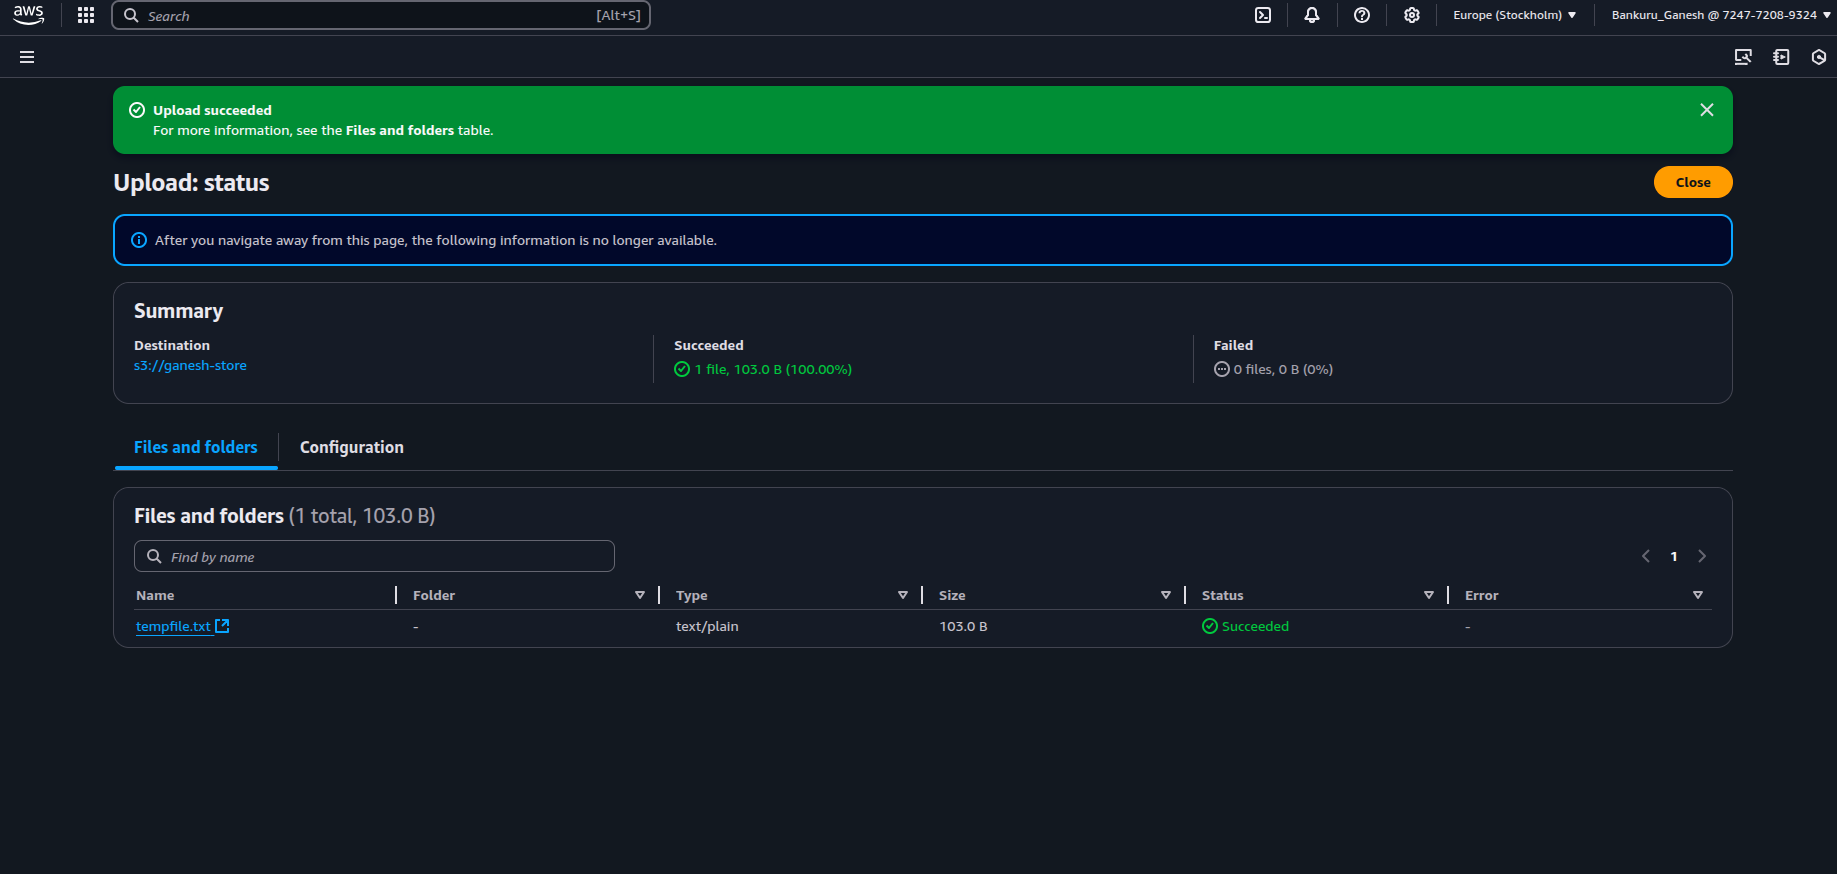 aws
Search [Alt+S] Europe (Stockholm) Bankuru_Ganesh @ 7247-7208-9324
Upload succeeded
For more information, see the Files and folders table.
Upload: status
Close
After you navigate away from this page, the following information is no longer available.
Summary
Destination Succeeded Failed
s3://ganesh-store 1 file, 103.0 B (100.00%) 0 files, 0 B (0%)
Files and folders Configuration
Files and folders (1 total, 103.0 B)
Find by name 1
Name Folder Type Size Status Error
tempfile.txt - text/plain 103.0 B Succeeded -